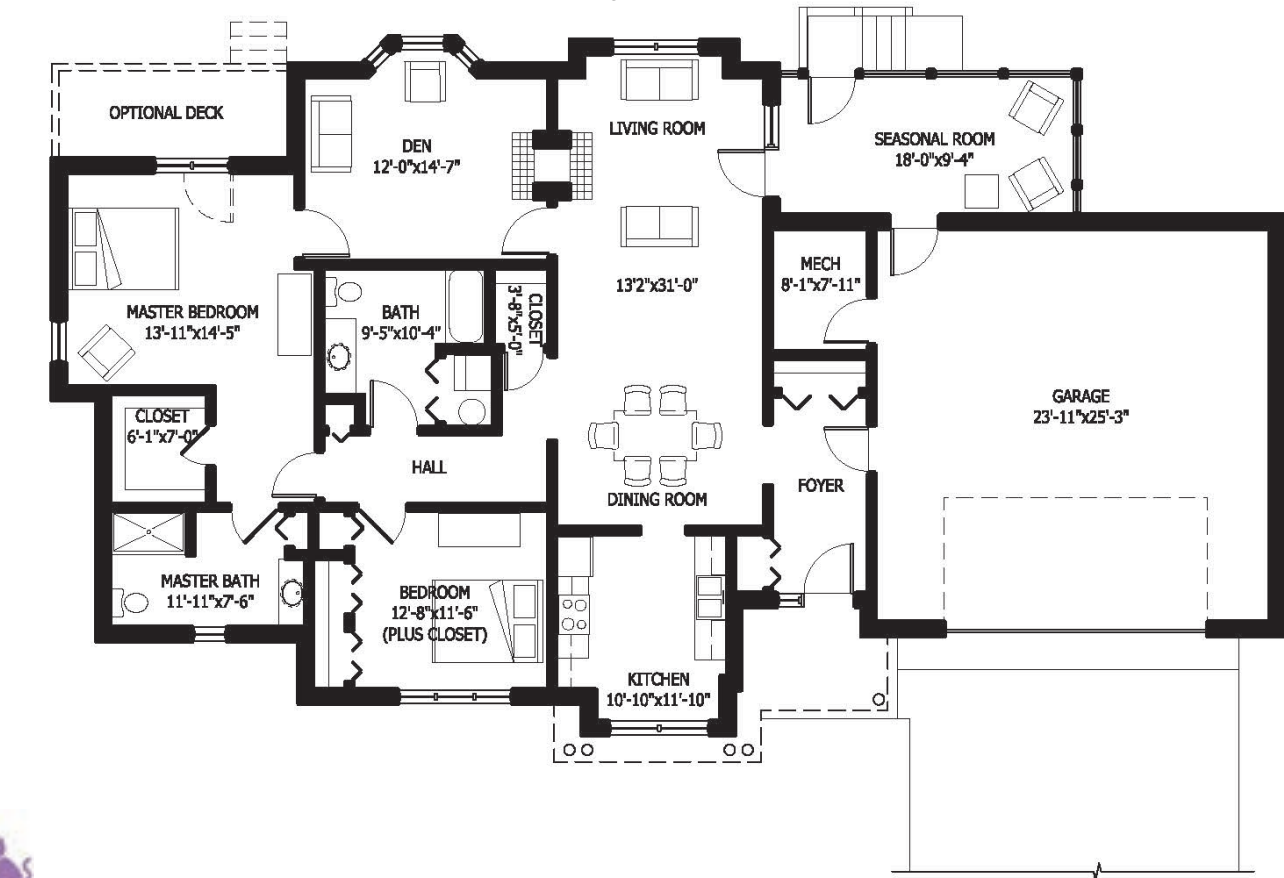 OPTIONAL DECK
DEN
12'-0"x14'-7"
LIVING ROOM
SEASONAL ROOM
18'-0"x9'-4"
MASTER BEDROOM
13'-11"x14'-5"
BATH
9'-5"x10'-4"
CLOSET
3'-8"x5'-0"
13'2"x31'-0"
MECH
8'-1"x7'-11"
GARAGE
23'-11"x25'-3"
CLOSET
6'-1"x7'-0"
HALL
DINING ROOM
FOYER
MASTER BATH
11'-11"x7'-6"
BEDROOM
12'-8"x11'-6"
(PLUS CLOSET)
KITCHEN
10'-10"x11'-10"